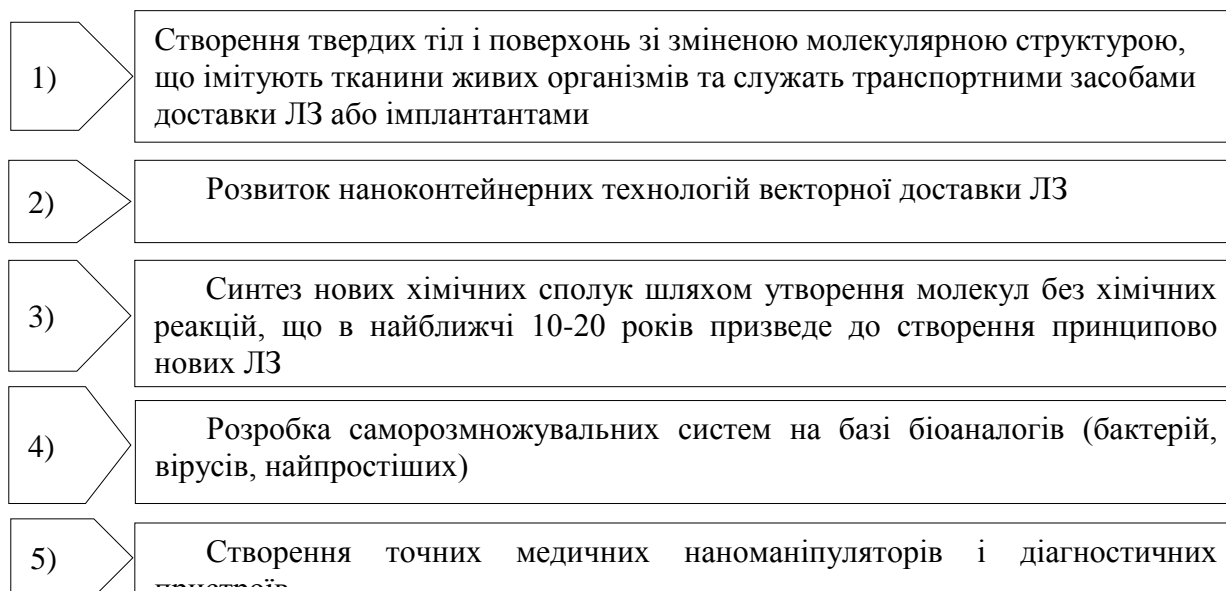 1)
Створення твердих тіл і поверхонь зі зміненою молекулярною структурою,
що імітують тканини живих організмів та служать транспортними засобами
доставки ЛЗ або імплантантами
2)
Розвиток наноконтейнерних технологій векторної доставки ЛЗ
3)
Синтез нових хімічних сполук шляхом утворення молекул без хімічних
реакцій, що в найближчі 10-20 років призведе до створення принципово
нових ЛЗ
4)
Розробка саморозмножувальних систем на базі біоаналогів (бактерій,
вірусів, найпростіших)
5)
Створення точних медичних наноманіпуляторів і діагностичних